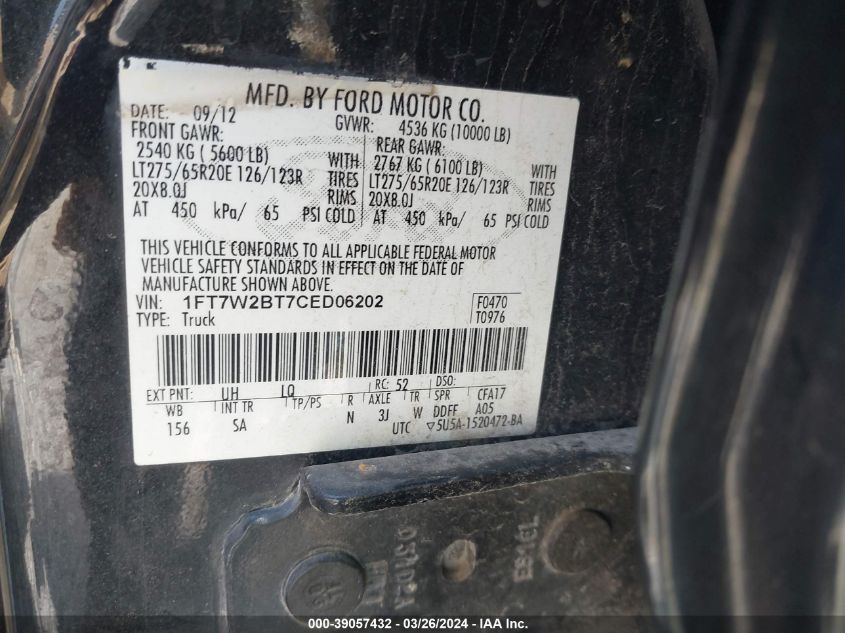 MFD. BY FORD MOTOR CO.
DATE: 09/12 GVWR: 4536 KG (10000 LB)
FRONT GAWR: REAR GAWR:
2540 KG ( 5600 LB) WITH 2767 KG ( 6100 LB) WITH
LT275/65R20E 126/123R TIRES LT275/65R20E 126/123R TIRES
20X8.0J RIMS 20X8.0J RIMS
AT 450 kPa/ 65 PSI COLD AT 450 kPa/ 65 PSI COLD
THIS VEHICLE CONFORMS TO ALL APPLICABLE FEDERAL MOTOR
VEHICLE SAFETY STANDARDS IN EFFECT ON THE DATE OF
MANUFACTURE SHOWN ABOVE.
VIN: 1FT7W2BT7CED06202 F0470
TYPE: Truck T0976
EXT PNT: UH LQ RC: 52 DSO:
WB INT TR TP/PS R AXLE TR SPR CFA17
156 SA N 3J W DDFF A05
UTC ▽5U5A-1520472-BA
000-39057432 - 03/26/2024 - IAA Inc.